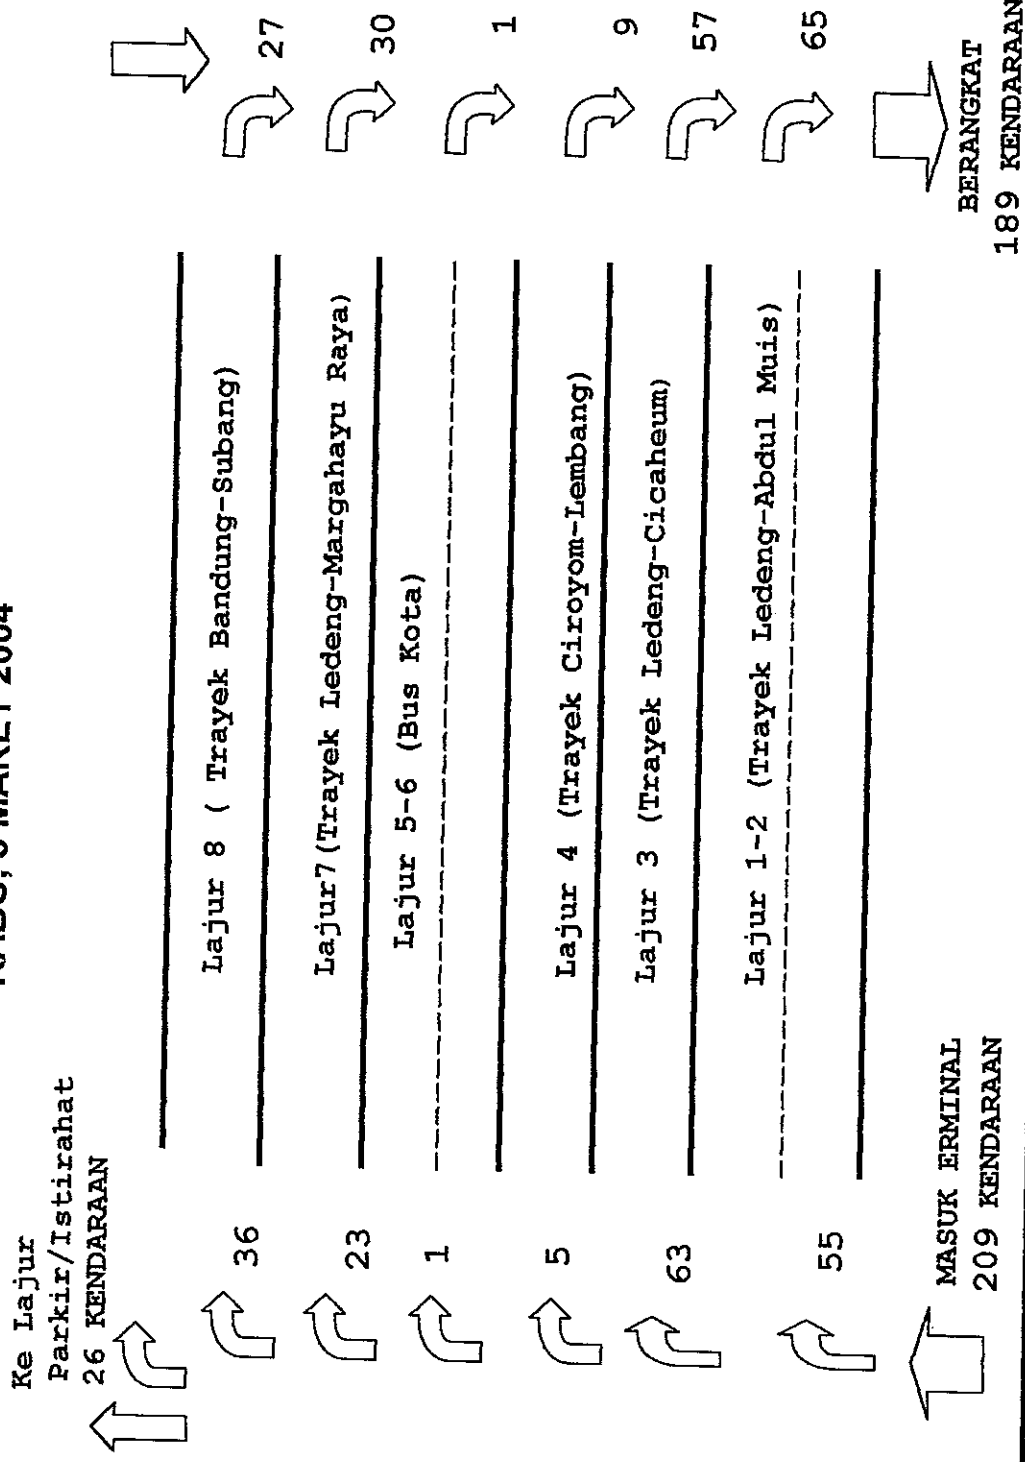 RABU, MARET 2004
Ke Lajur
Parkir/Istirahat
26 KENDARAAN
36
Lajur 8 ( Trayek Bandung-Subang)
27
23
Lajur7(Trayek Ledeng-Margahayu Raya)
30
1
Lajur 5-6 (Bus Kota)
1
5
Lajur 4 (Trayek Ciroyom-Lembang)
9
63
Lajur 3 (Trayek Ledeng-Cicaheum)
57
55
Lajur 1-2 (Trayek Ledeng-Abdul Muis)
65
MASUK ERMINAL
209 KENDARAAN
BERANGKAT
189 KENDARAAN